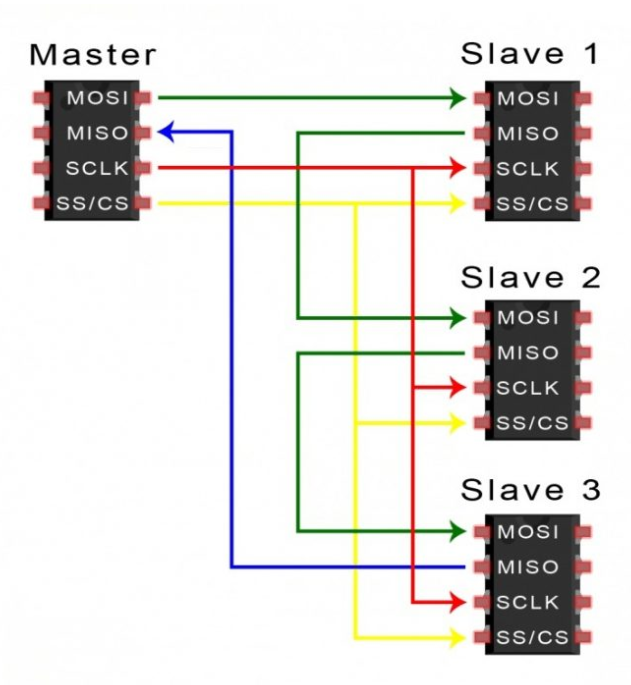 Master
MOSI
MISO
SCLK
SS/CS
Slave 1
MOSI
MISO
SCLK
SS/CS
Slave 2
MOSI
MISO
SCLK
SS/CS
Slave 3
MOSI
MISO
SCLK
SS/CS